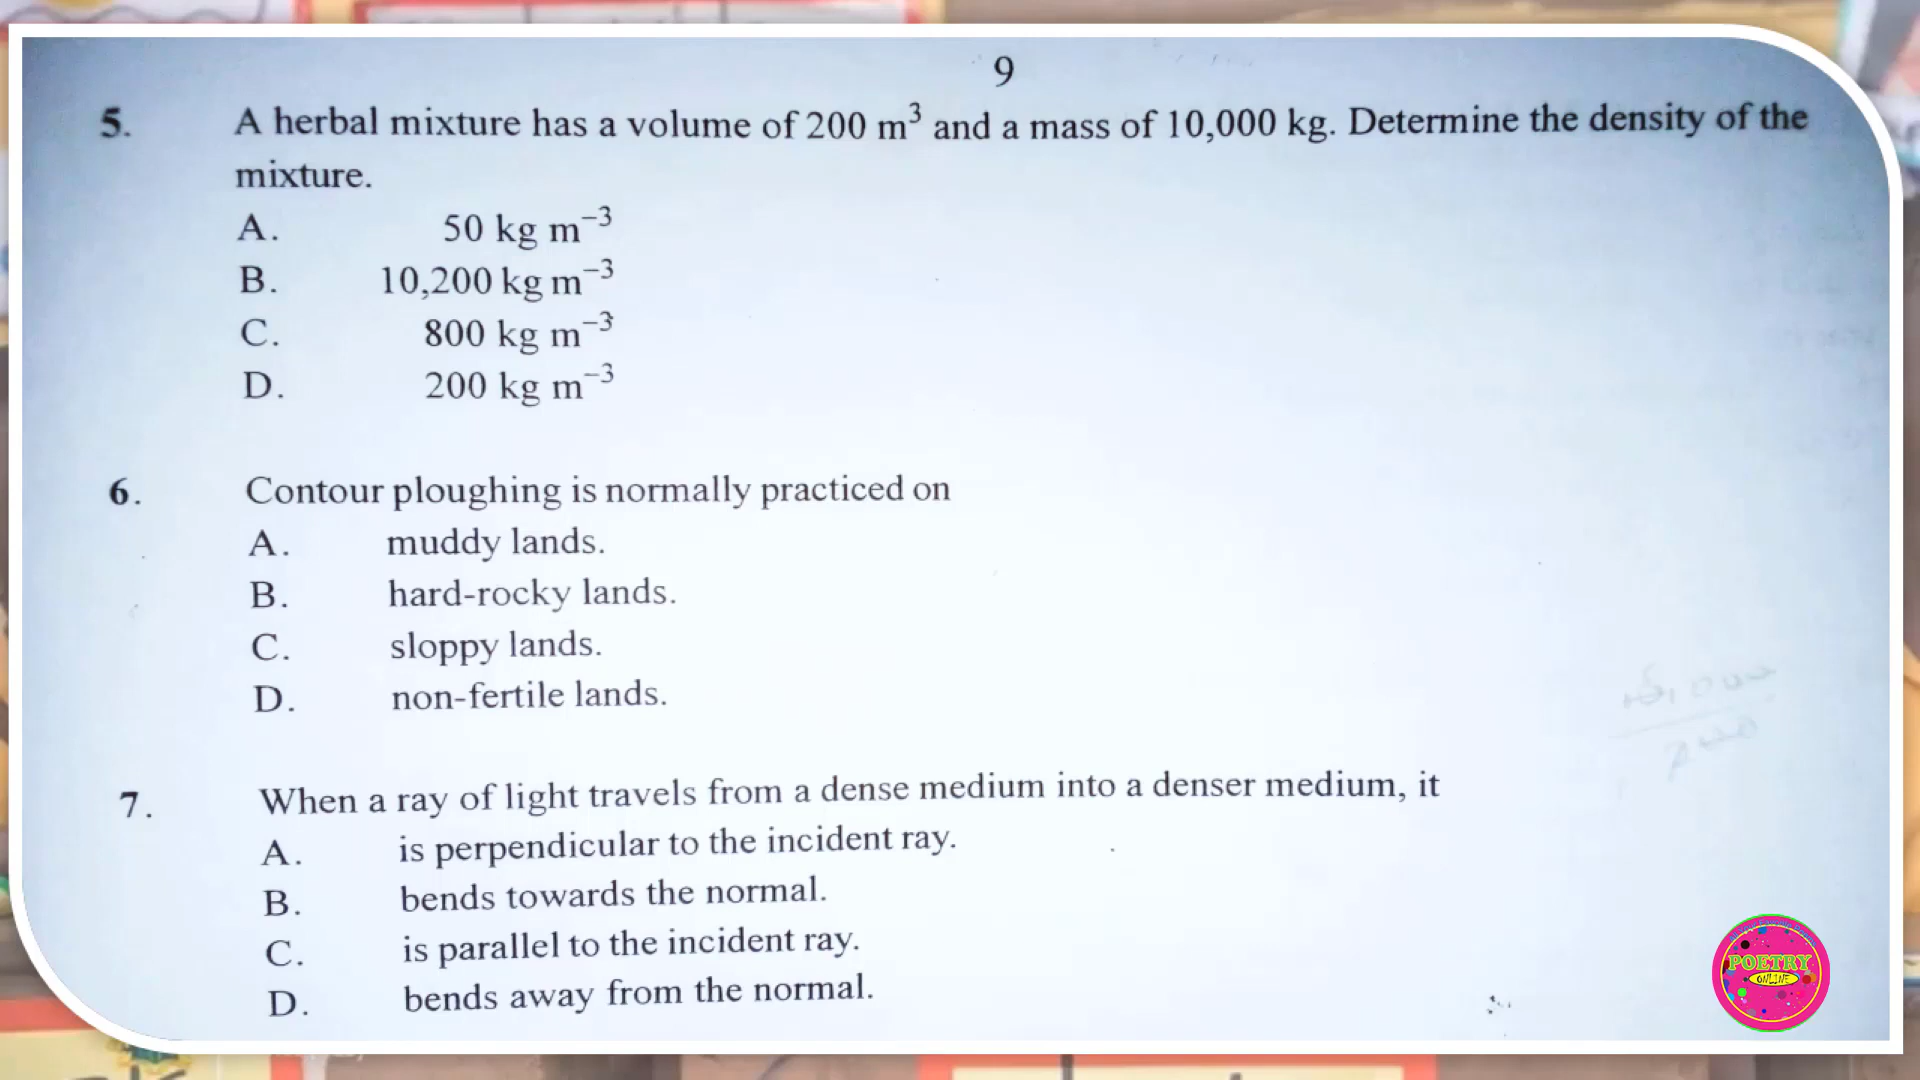 9
5. A herbal mixture has a volume of 200 m³ and a mass of 10,000 kg. Determine the density of the
mixture.
A. 50 kg m⁻³
B. 10,200 kg m⁻³
C. 800 kg m⁻³
D. 200 kg m⁻³
6. Contour ploughing is normally practiced on
A. muddy lands.
B. hard-rocky lands.
C. sloppy lands.
D. non-fertile lands.
7. When a ray of light travels from a dense medium into a denser medium, it
A. is perpendicular to the incident ray.
B. bends towards the normal.
C. is parallel to the incident ray.
D. bends away from the normal.
POETRY
ONLINE